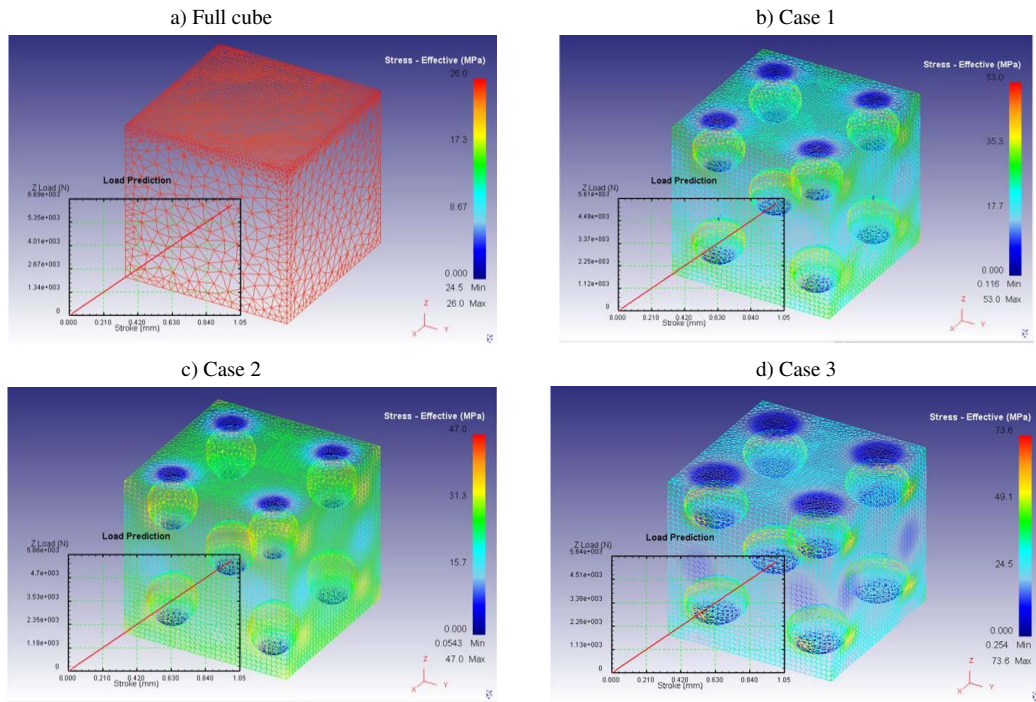 a) Full cube
Stress - Effective (MPa)
26.0
17.3
8.67
0.000
24.5 Min
26.0 Max
Load Prediction
Z Load (N)
6.69e+003
5.35e+003
4.01e+003
2.67e+003
1.34e+003
0
0.000 0.210 0.420 0.630 0.840 1.05
Stroke (mm)
Z
X Y
b) Case 1
Stress - Effective (MPa)
53.0
35.3
17.7
0.000
0.116 Min
53.0 Max
Load Prediction
Z Load (N)
5.61e+003
4.49e+003
3.37e+003
2.25e+003
1.12e+003
0
0.000 0.210 0.420 0.630 0.840 1.05
Stroke (mm)
Z
X Y
c) Case 2
Stress - Effective (MPa)
47.0
31.3
15.7
0.000
0.0543 Min
47.0 Max
Load Prediction
Z Load (N)
5.88e+003
4.7e+003
3.53e+003
2.35e+003
1.18e+003
0
0.000 0.210 0.420 0.630 0.840 1.05
Stroke (mm)
Z
X Y
d) Case 3
Stress - Effective (MPa)
73.6
49.1
24.5
0.000
0.254 Min
73.6 Max
Load Prediction
Z Load (N)
5.64e+003
4.51e+003
3.38e+003
2.26e+003
1.13e+003
0
0.000 0.210 0.420 0.630 0.840 1.05
Stroke (mm)
Z
X Y